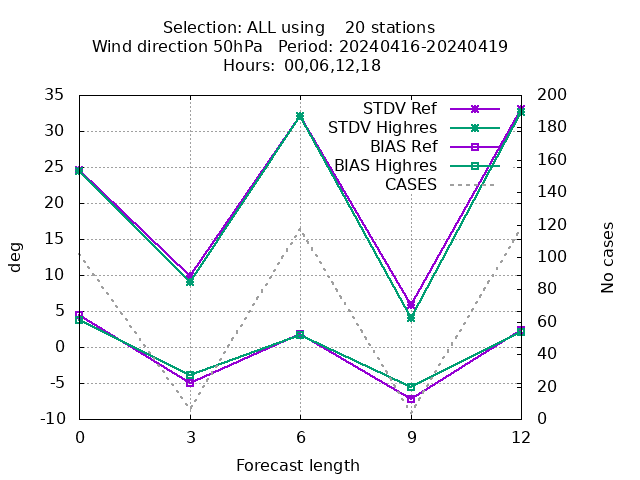 Selection: ALL using    20 stations
Wind direction 50hPa   Period: 20240416-20240419
Hours:  00,06,12,18
35
30
25
20
15
10
5
0
-5
-10
deg
200
180
160
140
120
100
80
60
40
20
0
No cases
STDV Ref
STDV Highres
BIAS Ref
BIAS Highres
CASES
0
3
6
9
12
Forecast length